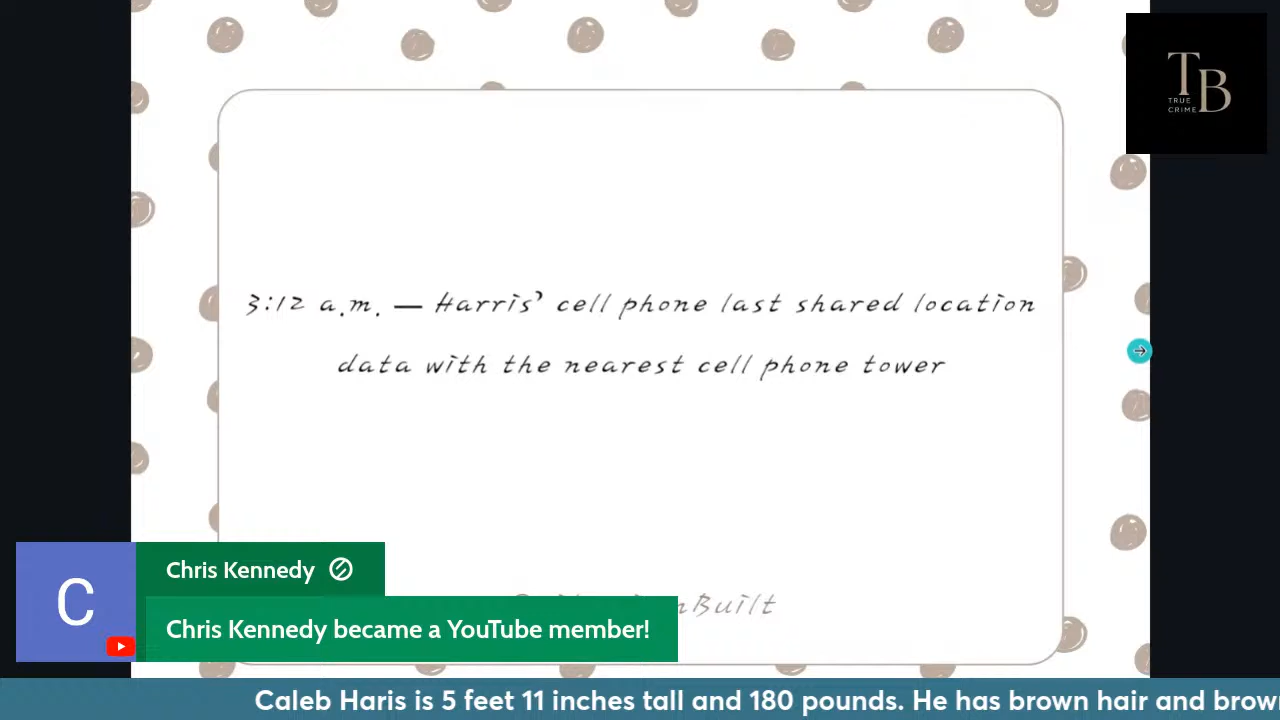 TB
TRUE
CRIME
3:12 a.m. — Harris' cell phone last shared location
data with the nearest cell phone tower
Built
C
Chris Kennedy
Chris Kennedy became a YouTube member!
Caleb Haris is 5 feet 11 inches tall and 180 pounds. He has brown hair and brow